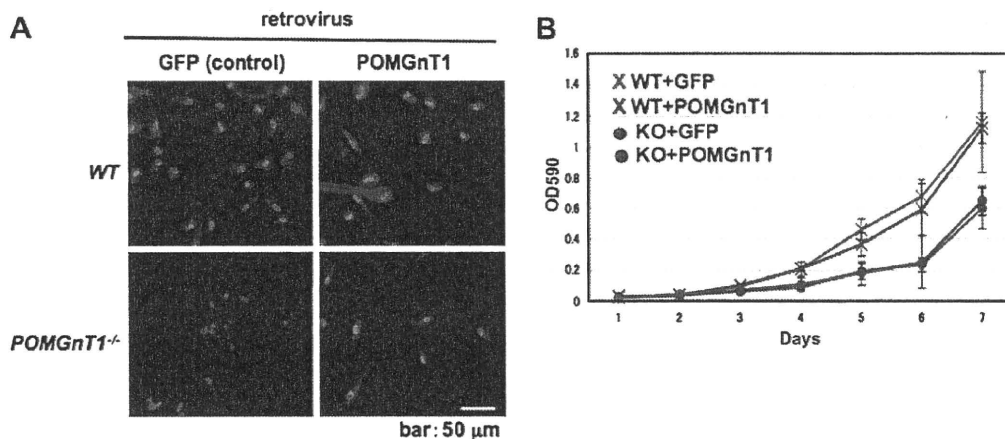 A
retrovirus
GFP (control)
POMGnT1
WT
POMGnT1-/-
bar: 50 μm
B
OD590
1.6
1.4
1.2
1
0.8
0.6
0.4
0.2
0
WT+GFP
WT+POMGnT1
KO+GFP
KO+POMGnT1
1 2 3 4 5 6 7
Days